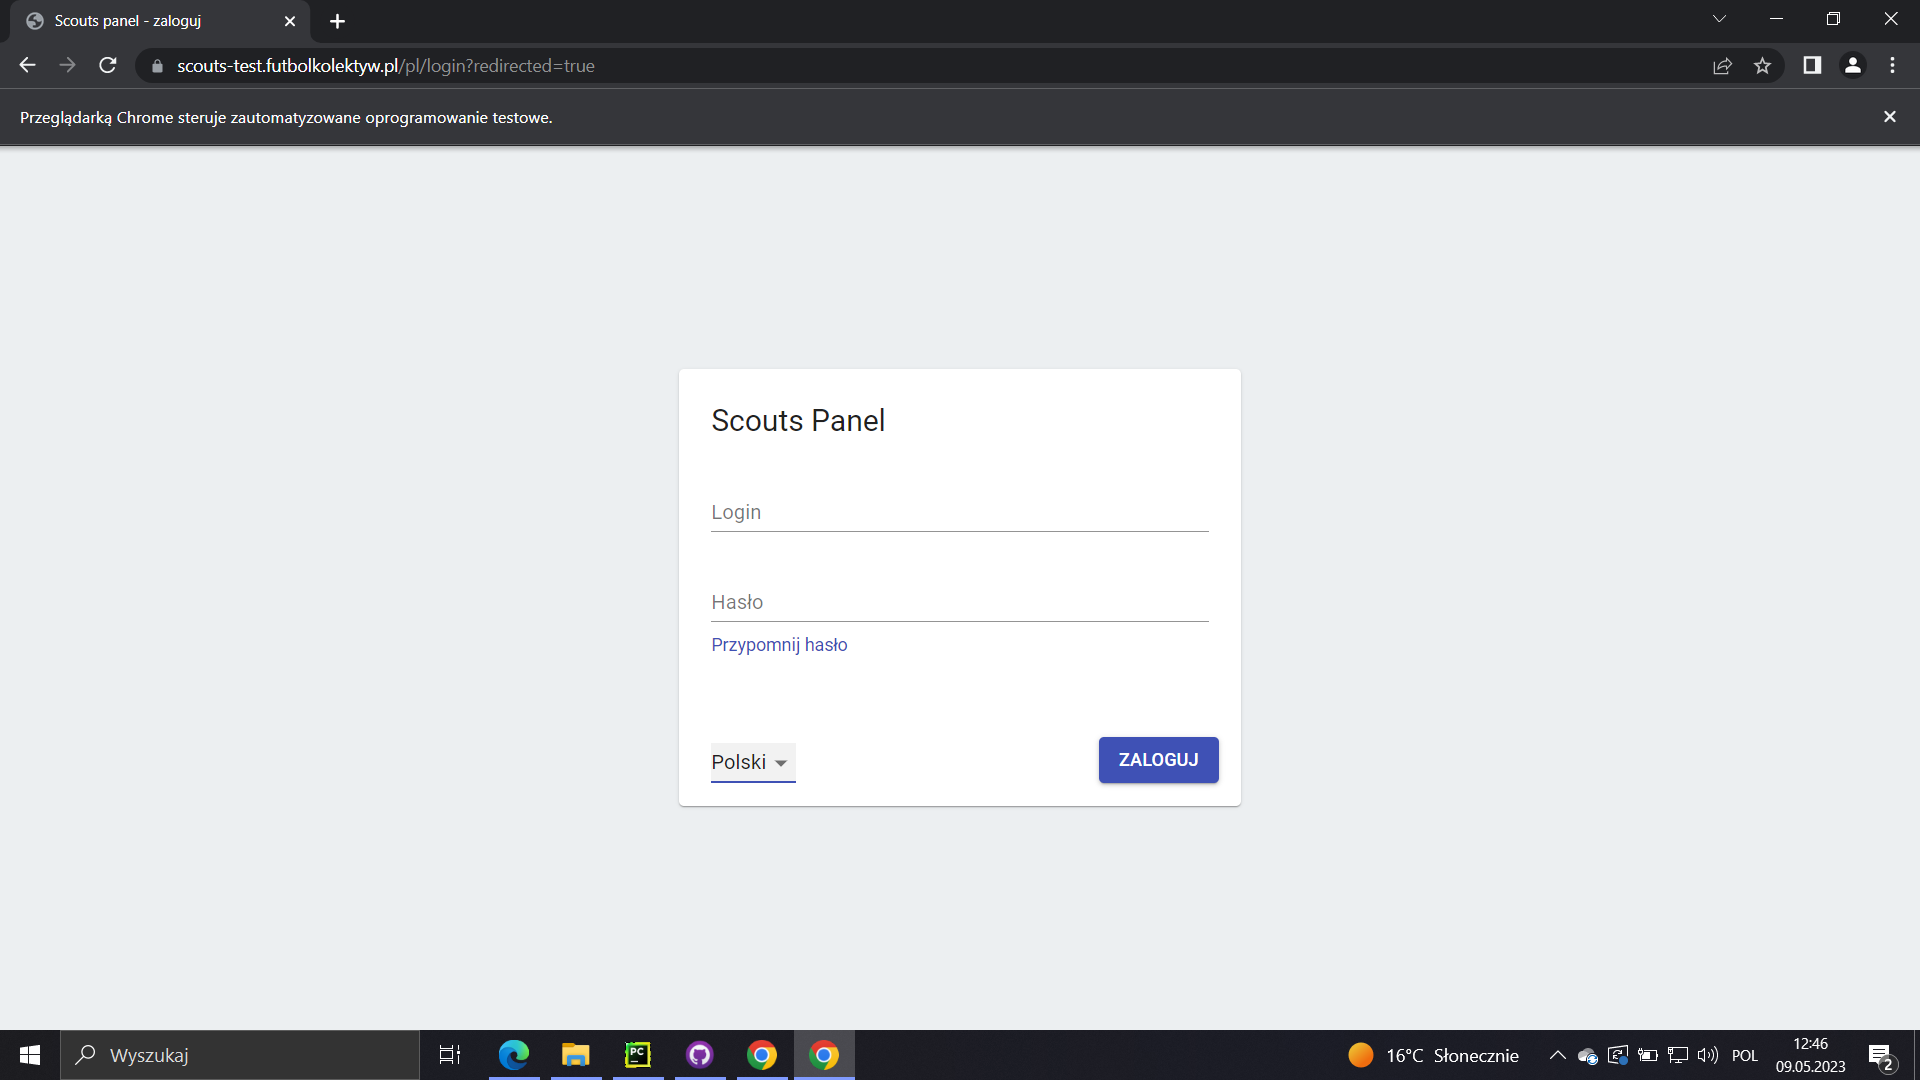 Scouts panel - zaloguj
scouts-test.futbolkolektyw.pl/pl/login?redirected=true
Przeglądarką Chrome steruje zautomatyzowane oprogramowanie testowe.
Scouts Panel
Login
Hasło
Przypomnij hasło
Polski
ZALOGUJ
Wyszukaj
PC
16°C Słonecznie
POL
12:46
09.05.2023
2